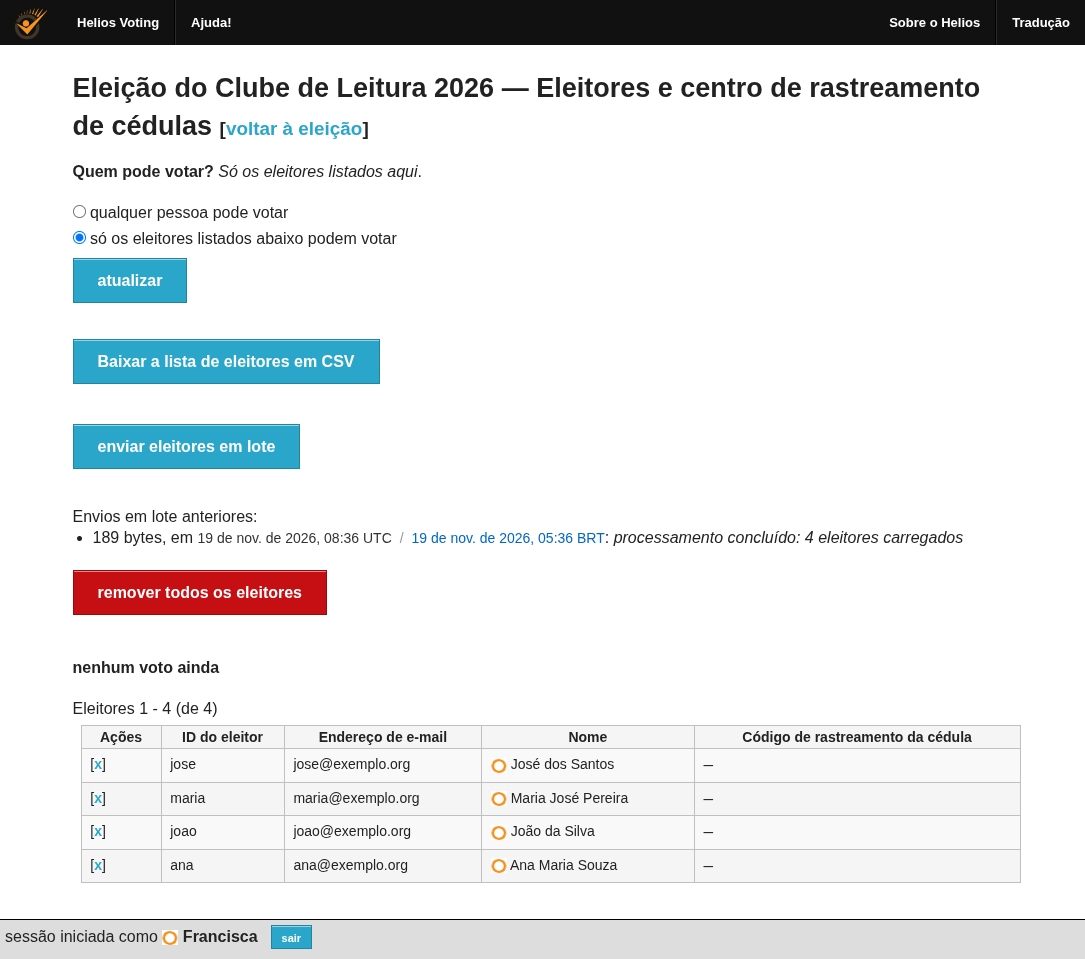 Helios Voting Ajuda! Sobre o Helios Tradução
Eleição do Clube de Leitura 2026 — Eleitores e centro de rastreamento
de cédulas [voltar à eleição]
Quem pode votar? Só os eleitores listados aqui.
qualquer pessoa pode votar
só os eleitores listados abaixo podem votar
atualizar
Baixar a lista de eleitores em CSV
enviar eleitores em lote
Envios em lote anteriores:
• 189 bytes, em 19 de nov. de 2026, 08:36 UTC / 19 de nov. de 2026, 05:36 BRT: processamento concluído: 4 eleitores carregados
remover todos os eleitores
nenhum voto ainda
Eleitores 1 - 4 (de 4)
Ações ID do eleitor Endereço de e-mail Nome Código de rastreamento da cédula
[x] jose jose@exemplo.org José dos Santos –
[x] maria maria@exemplo.org Maria José Pereira –
[x] joao joao@exemplo.org João da Silva –
[x] ana ana@exemplo.org Ana Maria Souza –
sessão iniciada como Francisca sair